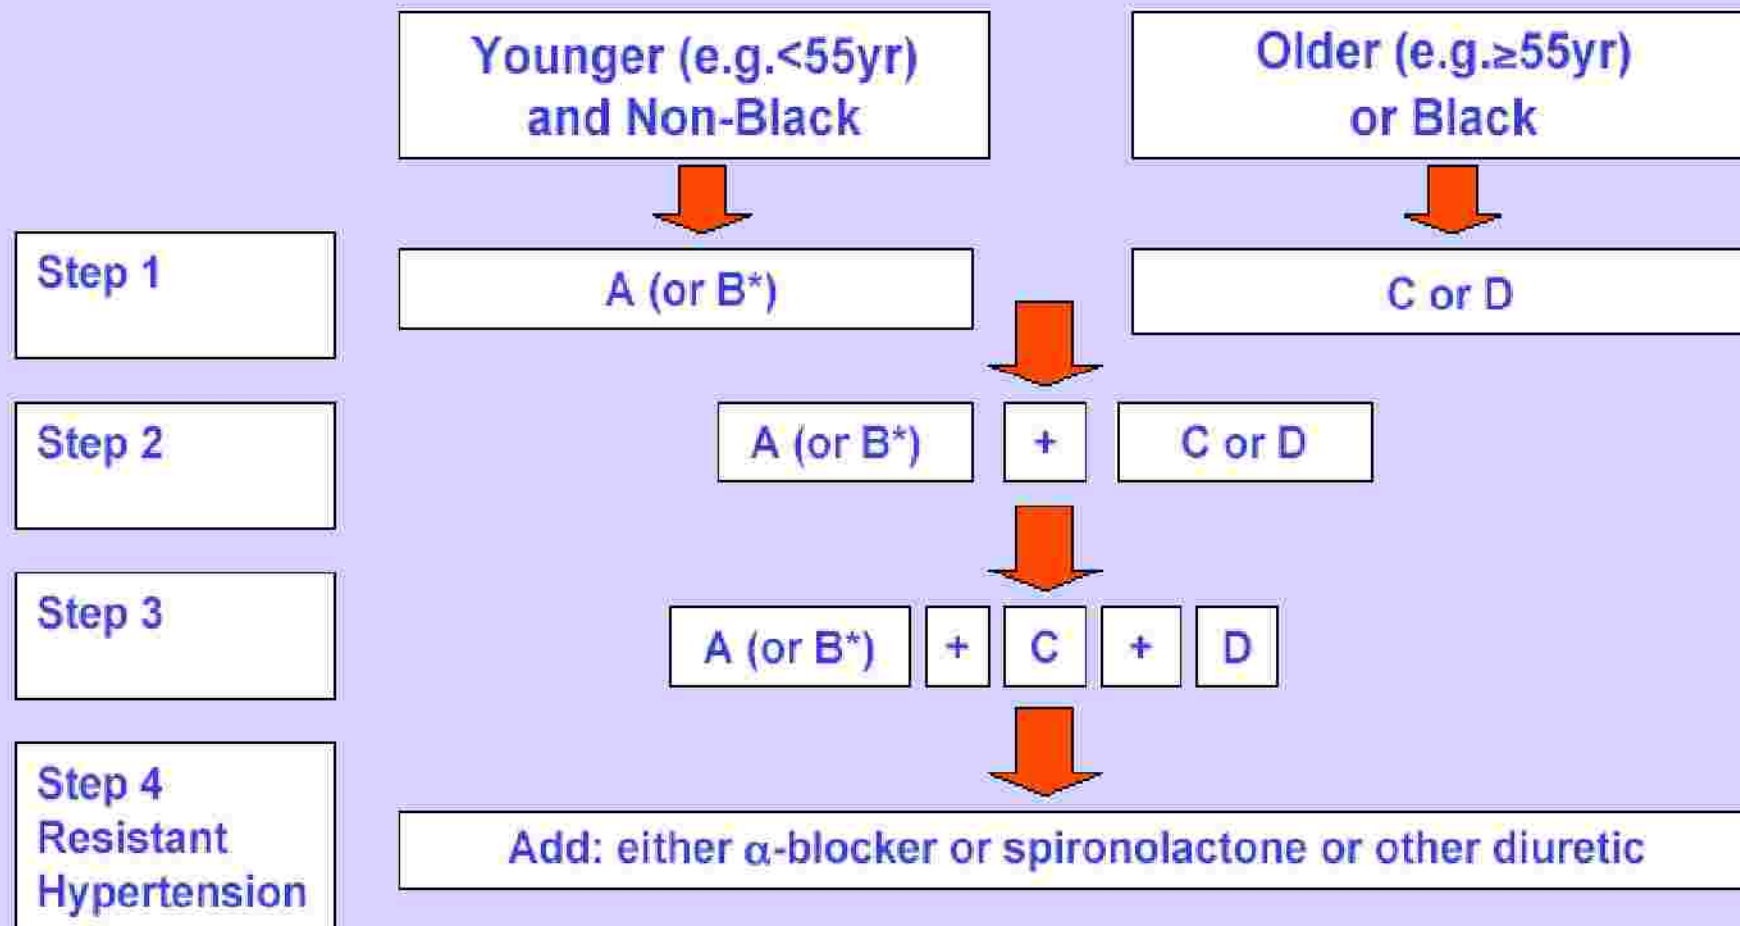 Younger (e.g.<55yr)
and Non-Black
Older (e.g.≥55yr)
or Black
Step 1
A (or B*)
C or D
Step 2
A (or B*)
+
C or D
Step 3
A (or B*)
+
C
+
D
Step 4
Resistant
Hypertension
Add: either α-blocker or spironolactone or other diuretic